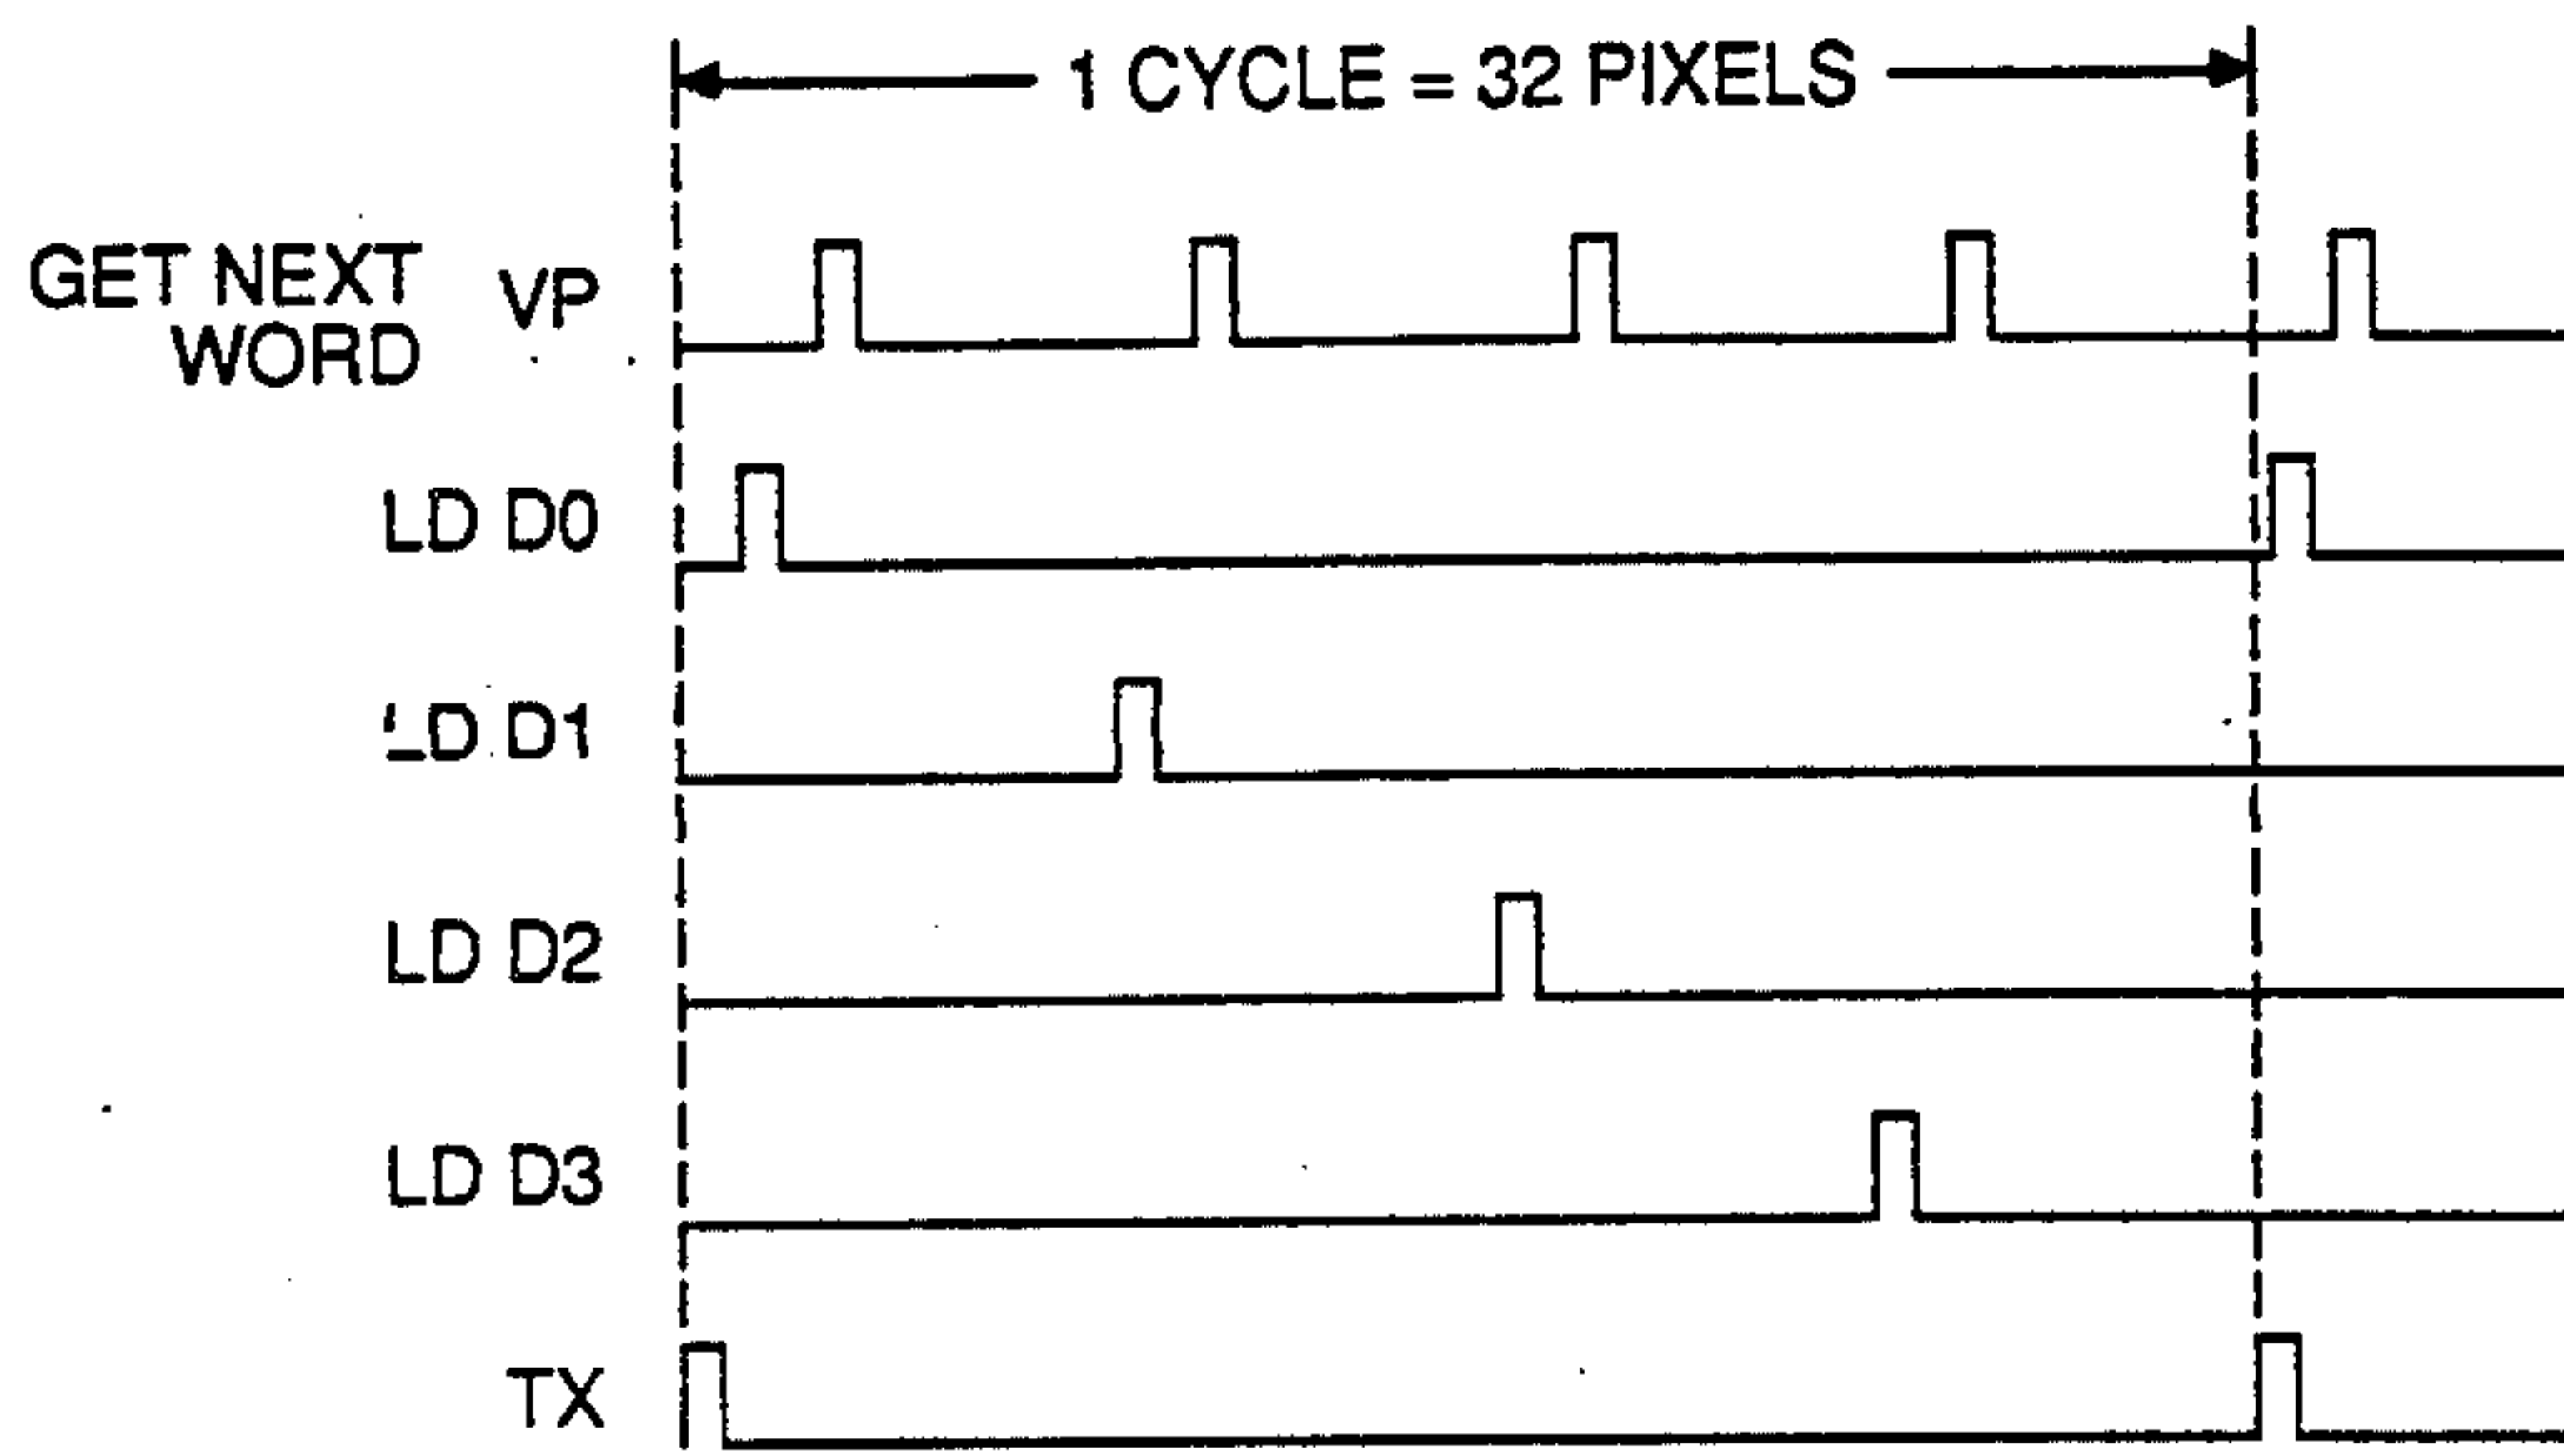 1 CYCLE = 32 PIXELS
GET NEXT
WORD
VP
LD D0
LD D1
LD D2
LD D3
TX